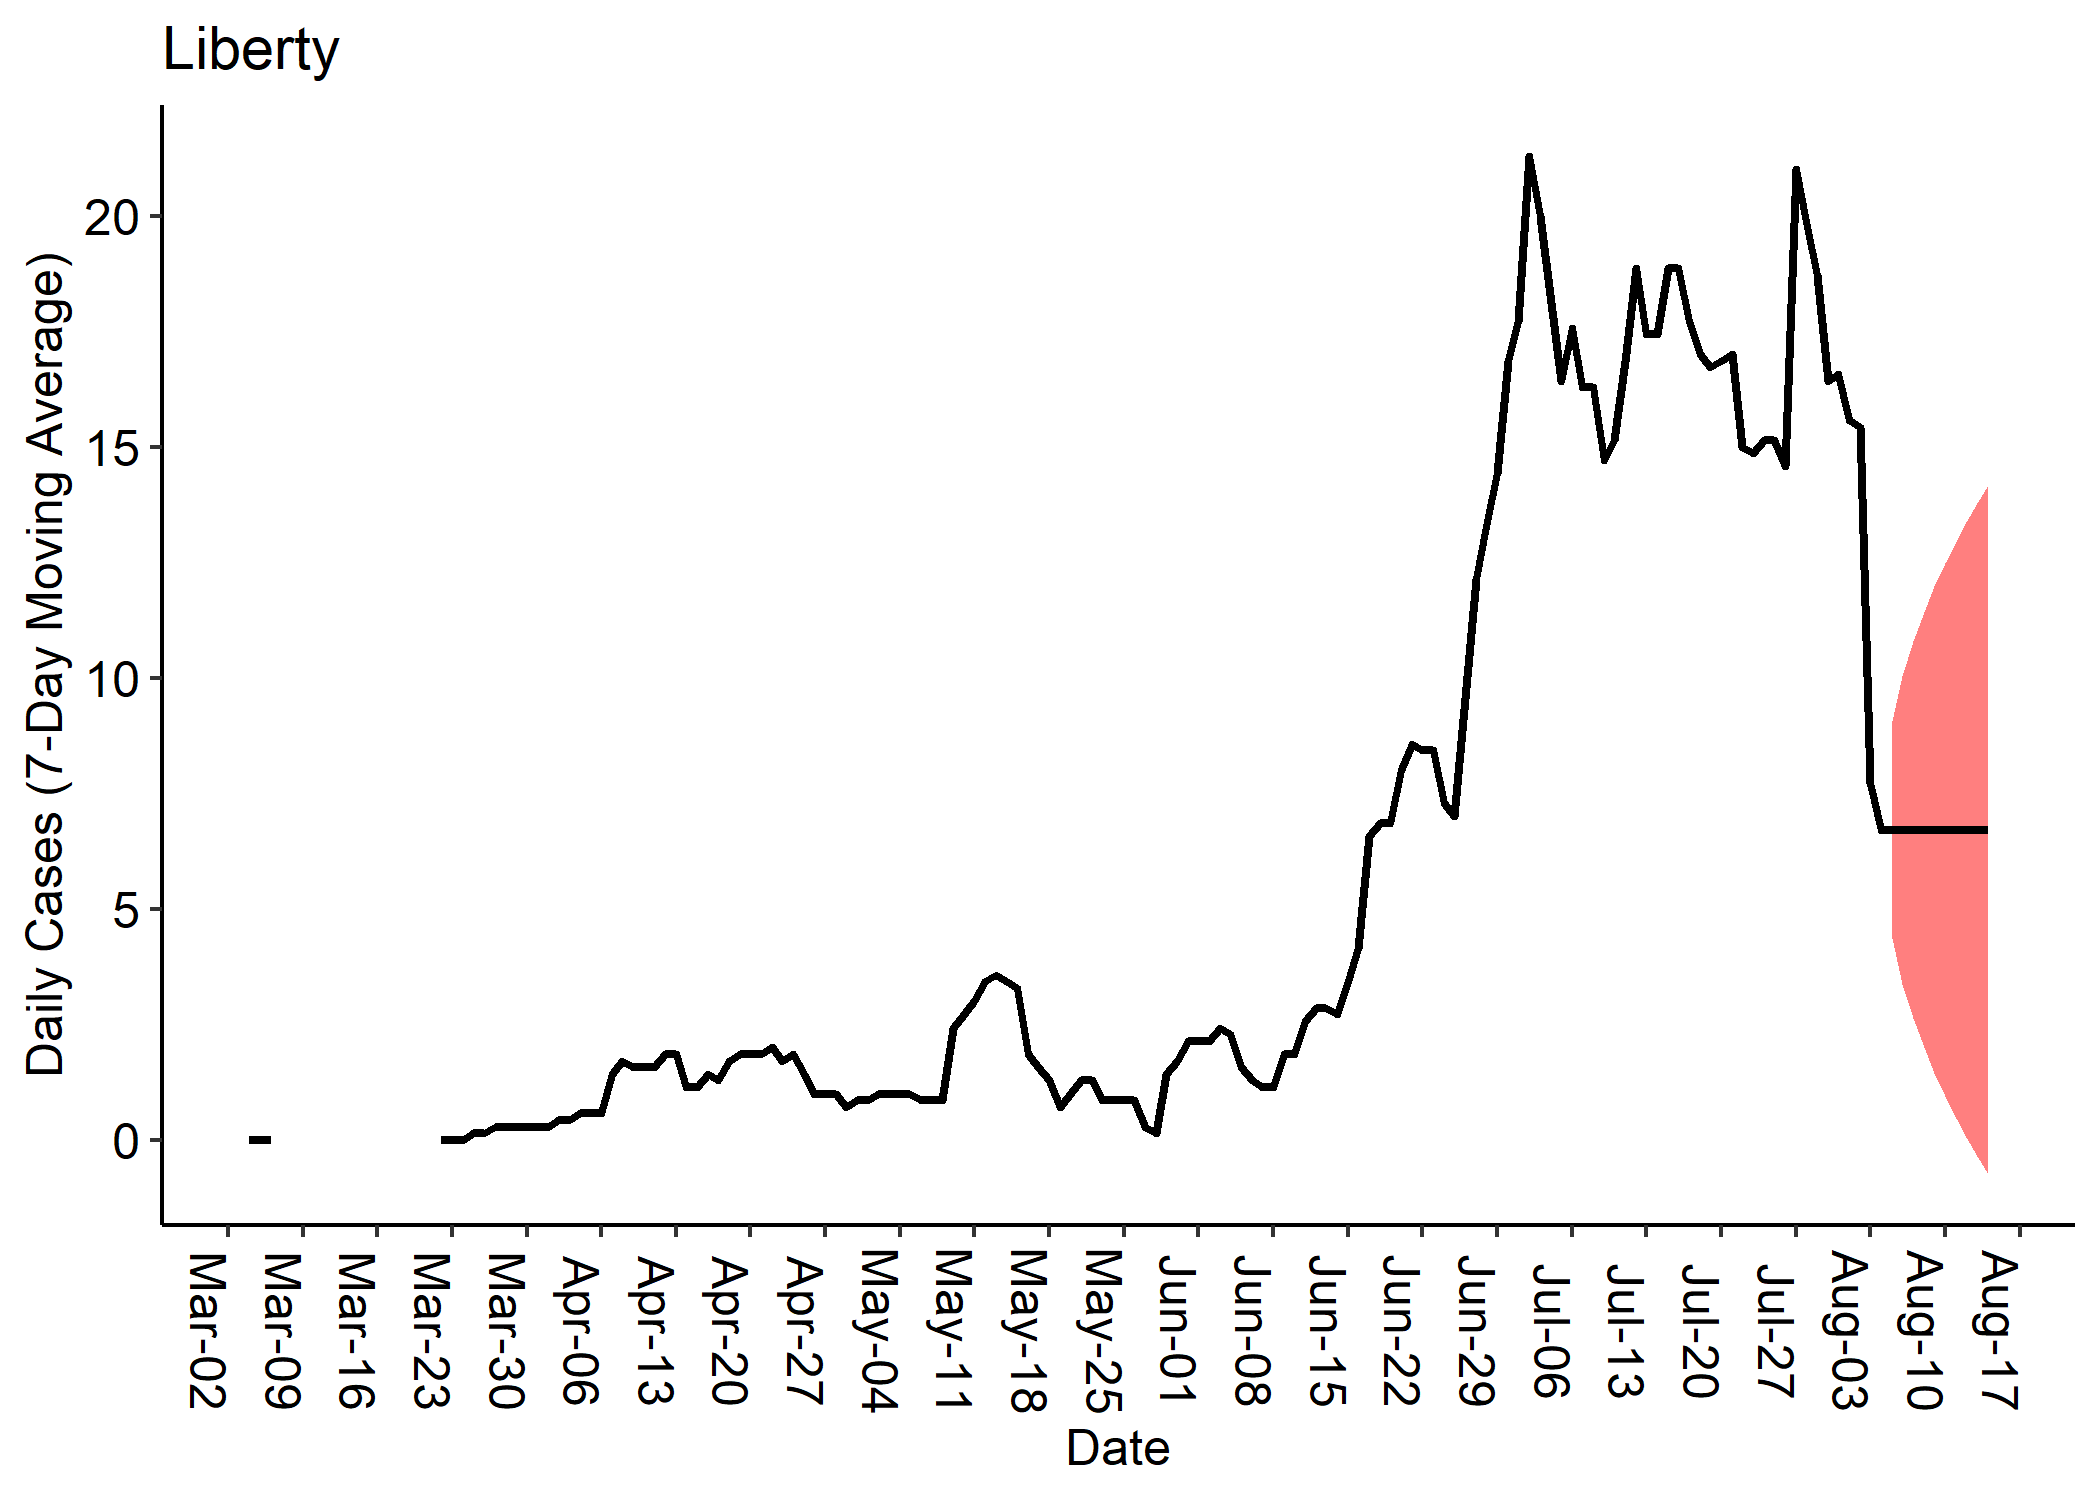 Liberty
Daily Cases (7-Day Moving Average)
20
15
10
5
0
Mar-02
Mar-09
Mar-16
Mar-23
Mar-30
Apr-06
Apr-13
Apr-20
Apr-27
May-04
May-11
May-18
May-25
Jun-01
Jun-08
Jun-15
Jun-22
Jun-29
Jul-06
Jul-13
Jul-20
Jul-27
Aug-03
Aug-10
Aug-17
Date